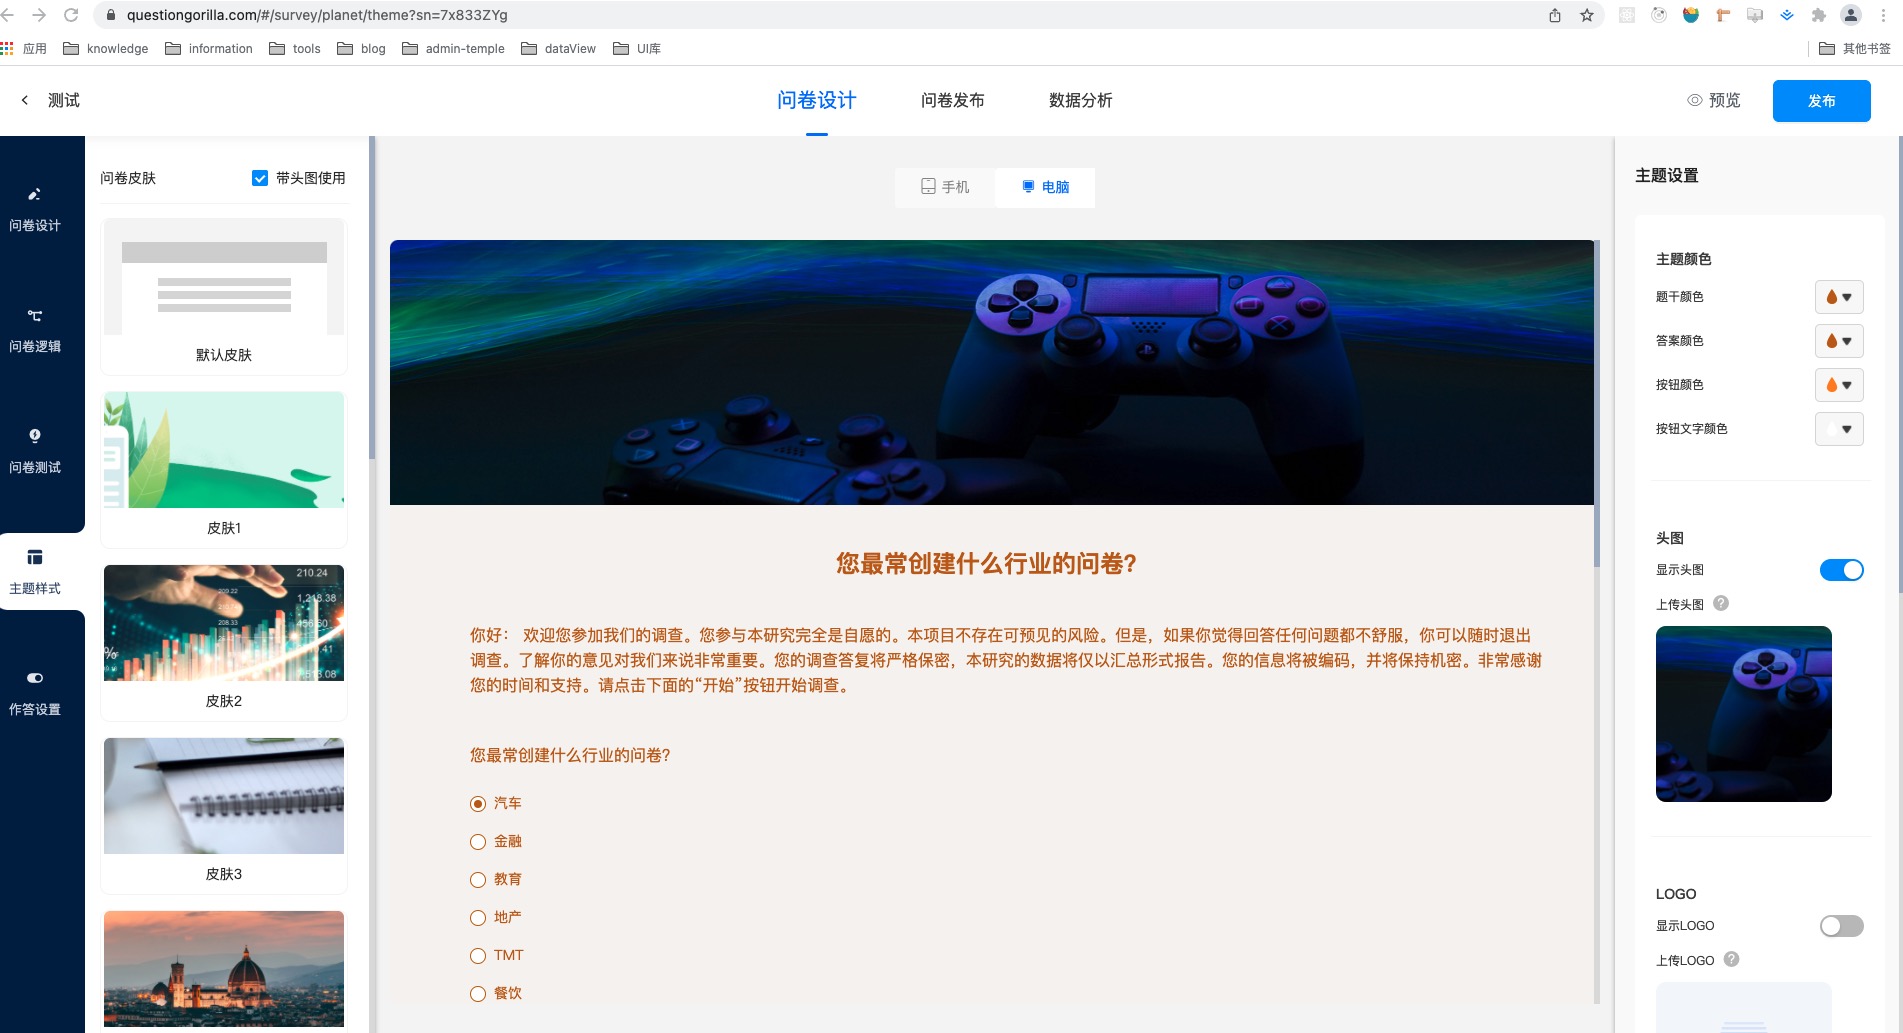 questiongorilla.com/#/survey/planet/theme?sn=7x833ZYg
应用 knowledge information tools blog admin-temple dataView UI库 其他书签
测试 问卷设计 问卷发布 数据分析 预览 发布
问卷设计
问卷逻辑
问卷测试
主题样式
作答设置
问卷皮肤 带头图使用
默认皮肤
皮肤1
210.24
209.22
1,218.38
208.33
456.60
%
皮肤2
皮肤3
手机 电脑
您最常创建什么行业的问卷?
你好： 欢迎您参加我们的调查。您参与本研究完全是自愿的。本项目不存在可预见的风险。但是，如果你觉得回答任何问题都不舒服，你可以随时退出
调查。了解你的意见对我们来说非常重要。您的调查答复将严格保密，本研究的数据将仅以汇总形式报告。您的信息将被编码，并将保持机密。非常感谢
您的时间和支持。请点击下面的“开始”按钮开始调查。
您最常创建什么行业的问卷?
汽车
金融
教育
地产
TMT
餐饮
主题设置
主题颜色
题干颜色
答案颜色
按钮颜色
按钮文字颜色
头图
显示头图
上传头图 ?
LOGO
显示LOGO
上传LOGO ?